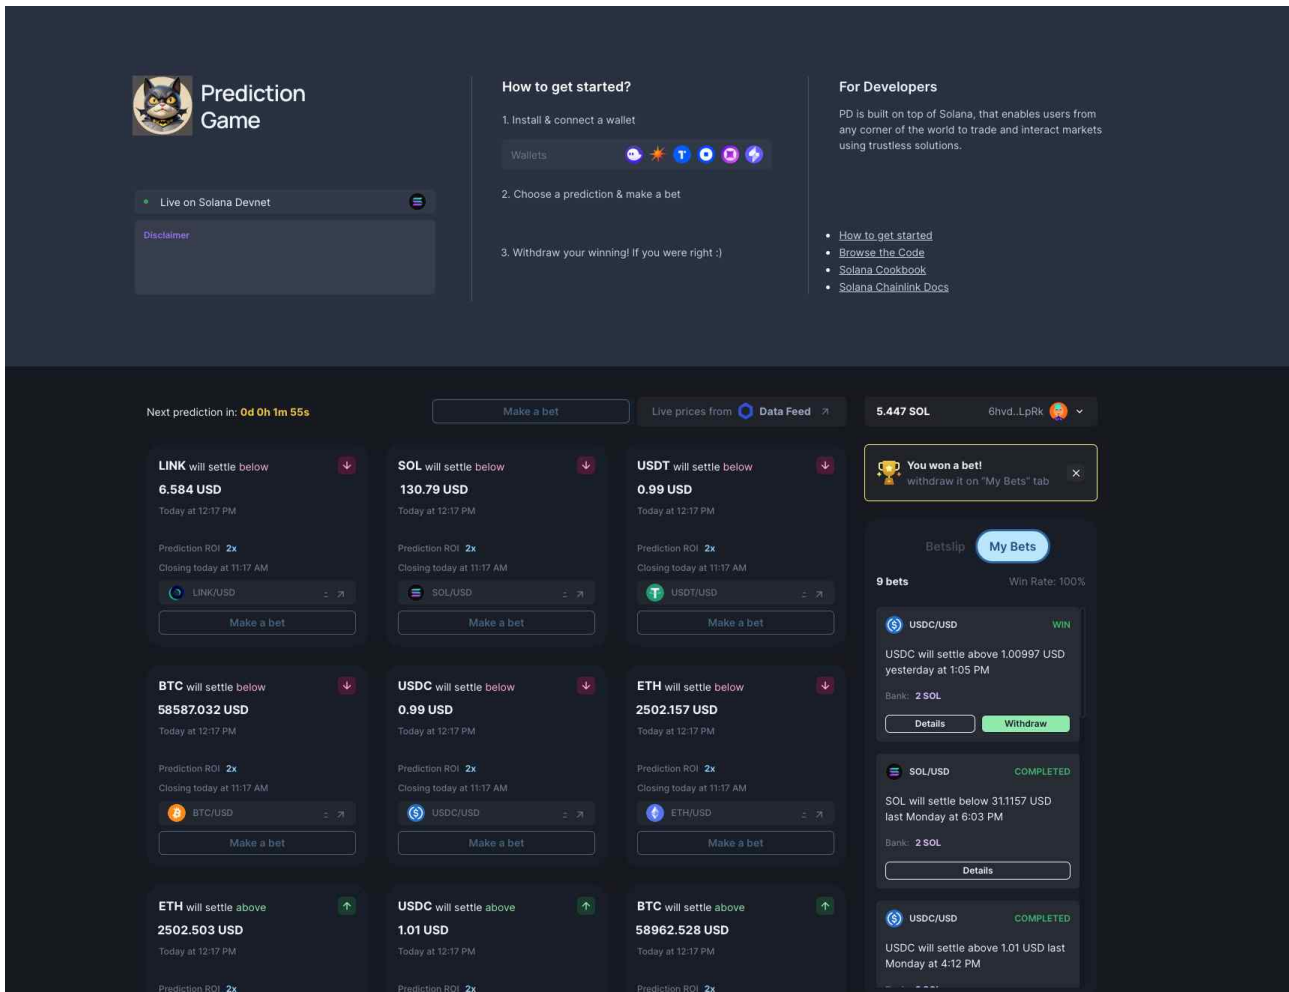 Prediction
Game
Live on Solana Devnet
Disclaimer
How to get started?
1. Install & connect a wallet
Wallets
2. Choose a prediction & make a bet
3. Withdraw your winning! If you were right :)
For Developers
PD is built on top of Solana, that enables users from
any corner of the world to trade and interact markets
using trustless solutions.
How to get started
Browse the Code
Solana Cookbook
Solana Chainlink Docs
Next prediction in: 0d 0h 1m 55s
Make a bet
Live prices from Data Feed
5.447 SOL
6hvd..LpRk
LINK will settle below
6.584 USD
Today at 12:17 PM
Prediction ROI 2x
Closing today at 11:17 AM
LINK/USD
Make a bet
SOL will settle below
130.79 USD
Today at 12:17 PM
Prediction ROI 2x
Closing today at 11:17 AM
SOL/USD
Make a bet
USDT will settle below
0.99 USD
Today at 12:17 PM
Prediction ROI 2x
Closing today at 11:17 AM
USDT/USD
Make a bet
BTC will settle below
58587.032 USD
Today at 12:17 PM
Prediction ROI 2x
Closing today at 11:17 AM
BTC/USD
Make a bet
USDC will settle below
0.99 USD
Today at 12:17 PM
Prediction ROI 2x
Closing today at 11:17 AM
USDC/USD
Make a bet
ETH will settle below
2502.157 USD
Today at 12:17 PM
Prediction ROI 2x
Closing today at 11:17 AM
ETH/USD
Make a bet
ETH will settle above
2502.503 USD
Today at 12:17 PM
Prediction ROI 2x
USDC will settle above
1.01 USD
Today at 12:17 PM
Prediction ROI 2x
BTC will settle above
58962.528 USD
Today at 12:17 PM
Prediction ROI 2x
You won a bet!
withdraw it on "My Bets" tab
Betslip
My Bets
9 bets
Win Rate: 100%
USDC/USD
WIN
USDC will settle above 1.00997 USD
yesterday at 1:05 PM
Bank: 2 SOL
Details
Withdraw
SOL/USD
COMPLETED
SOL will settle below 31.1157 USD
last Monday at 6:03 PM
Bank: 2 SOL
Details
USDC/USD
COMPLETED
USDC will settle above 1.01 USD last
Monday at 4:12 PM